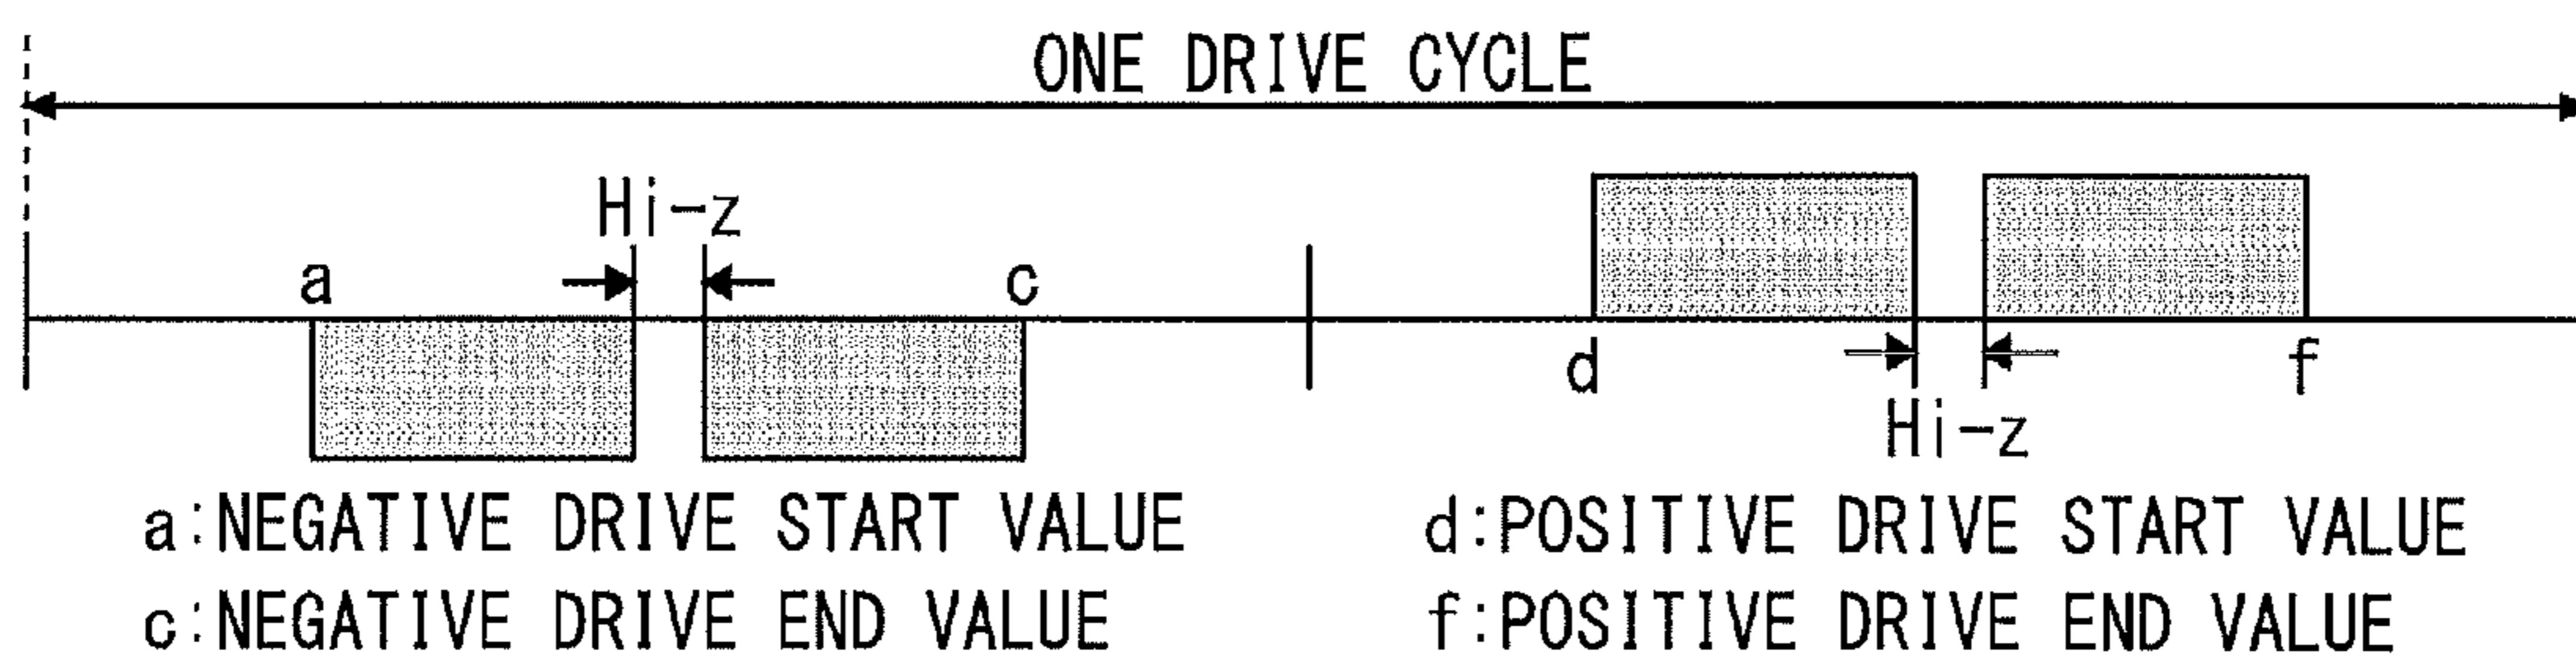 ONE DRIVE CYCLE
Hi-z
a
c
d
f
Hi-z
a:NEGATIVE DRIVE START VALUE
c:NEGATIVE DRIVE END VALUE
d:POSITIVE DRIVE START VALUE
f:POSITIVE DRIVE END VALUE